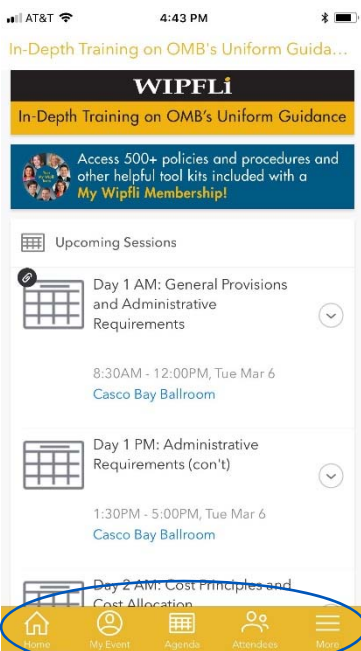 AT&T 4:43 PM
In-Depth Training on OMB's Uniform Guida...
WIPFLi
In-Depth Training on OMB's Uniform Guidance
Access 500+ policies and procedures and
other helpful tool kits included with a
My Wipfli Membership!
Upcoming Sessions
Day 1 AM: General Provisions
and Administrative
Requirements
8:30AM - 12:00PM, Tue Mar 6
Casco Bay Ballroom
Day 1 PM: Administrative
Requirements (con't)
1:30PM - 5:00PM, Tue Mar 6
Casco Bay Ballroom
Day 2 AM: Cost Principles and
Cost Allocation
Home My Event Agenda Attendees More